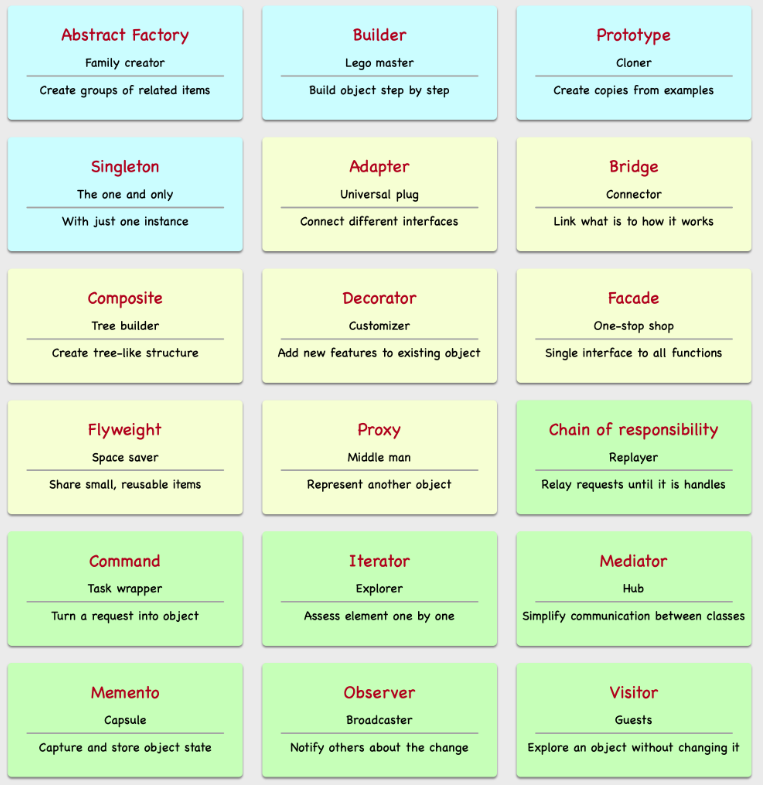 Abstract Factory
Family creator
Create groups of related items
Builder
Lego master
Build object step by step
Prototype
Cloner
Create copies from examples
Singleton
The one and only
With just one instance
Adapter
Universal plug
Connect different interfaces
Bridge
Connector
Link what is to how it works
Composite
Tree builder
Create tree-like structure
Decorator
Customizer
Add new features to existing object
Facade
One-stop shop
Single interface to all functions
Flyweight
Space saver
Share small, reusable items
Proxy
Middle man
Represent another object
Chain of responsibility
Replayer
Relay requests until it is handles
Command
Task wrapper
Turn a request into object
Iterator
Explorer
Assess element one by one
Mediator
Hub
Simplify communication between classes
Memento
Capsule
Capture and store object state
Observer
Broadcaster
Notify others about the change
Visitor
Guests
Explore an object without changing it